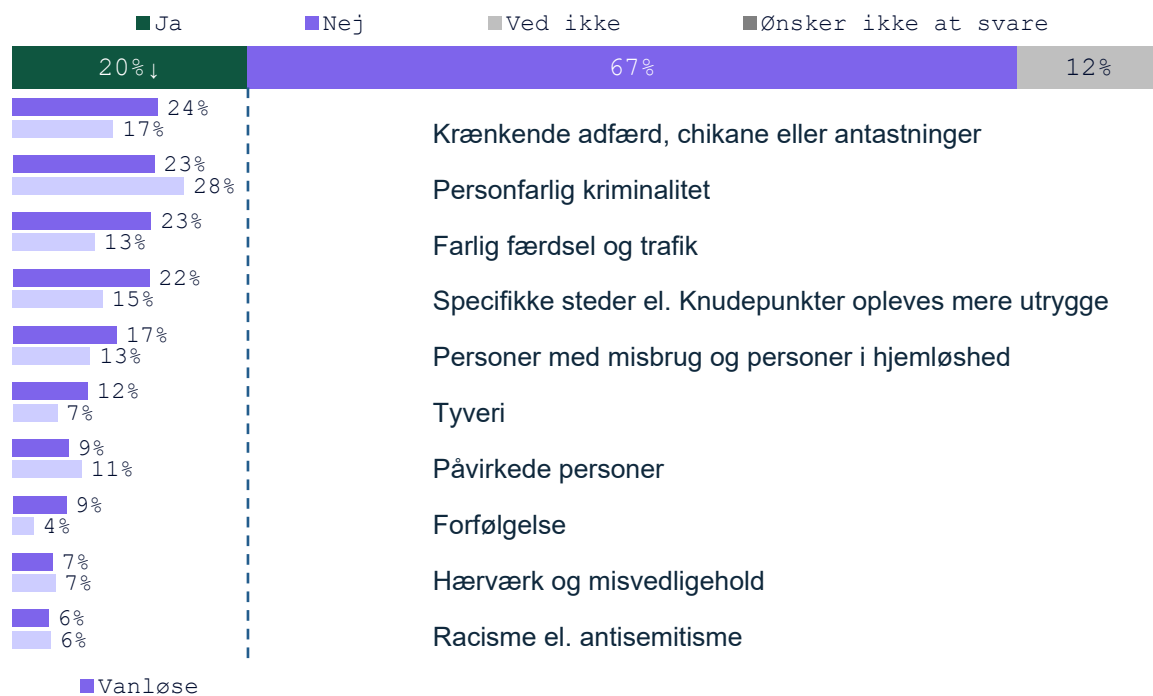 Ja Nej Ved ikke Ønsker ikke at svare
20%↓ 67% 12%
24%
17%
Krænkende adfærd, chikane eller antastninger
23%
28%
Personfarlig kriminalitet
23%
13%
Farlig færdsel og trafik
22%
15%
Specifikke steder el. Knudepunkter opleves mere utrygge
17%
13%
Personer med misbrug og personer i hjemløshed
12%
7%
Tyveri
9%
11%
Påvirkede personer
9%
4%
Forfølgelse
7%
7%
Hærværk og misvedligehold
6%
6%
Racisme el. antisemitisme
Vanløse